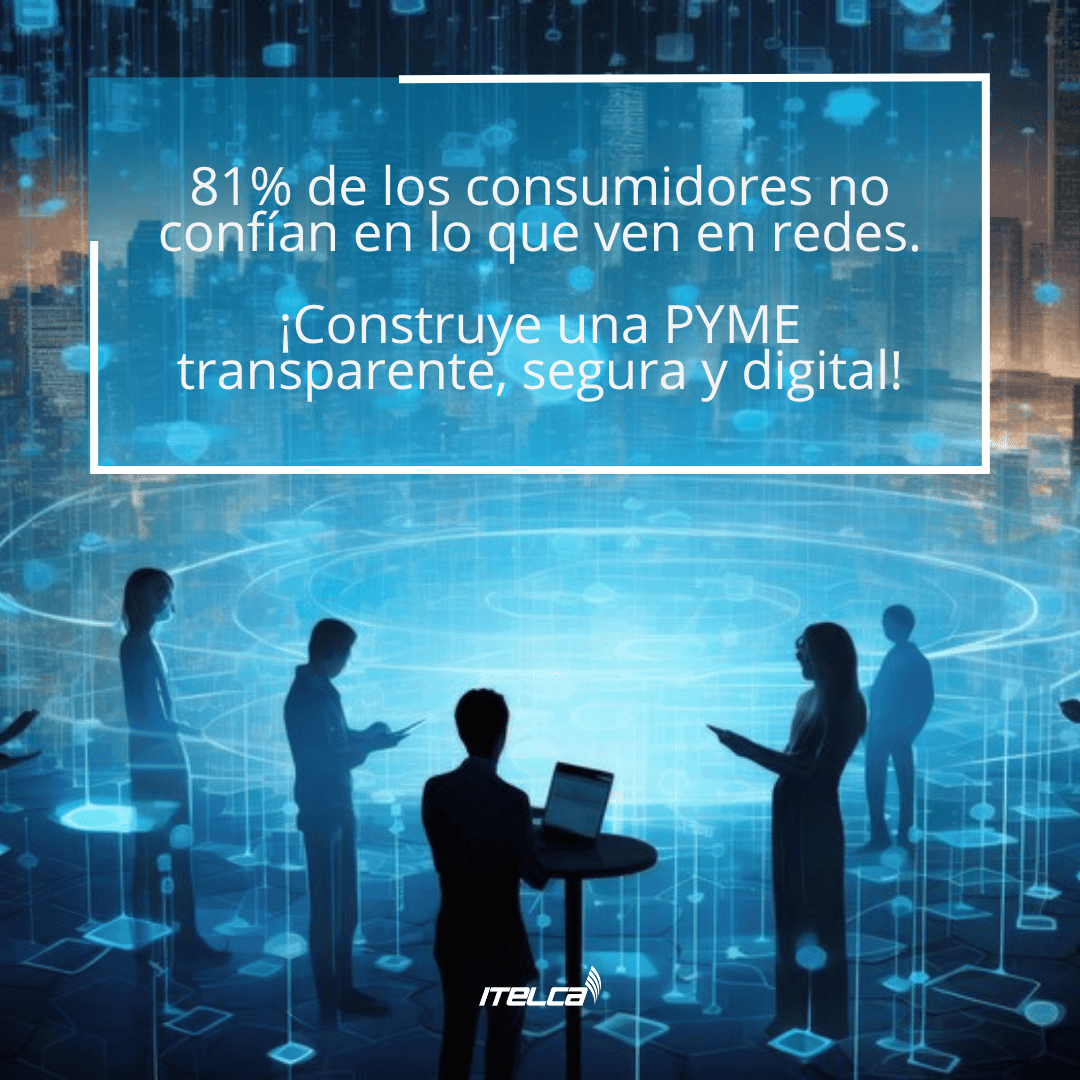 81% de los consumidores no
confían en lo que ven en redes.
¡Construye una PYME
transparente, segura y digital!
ITELCA